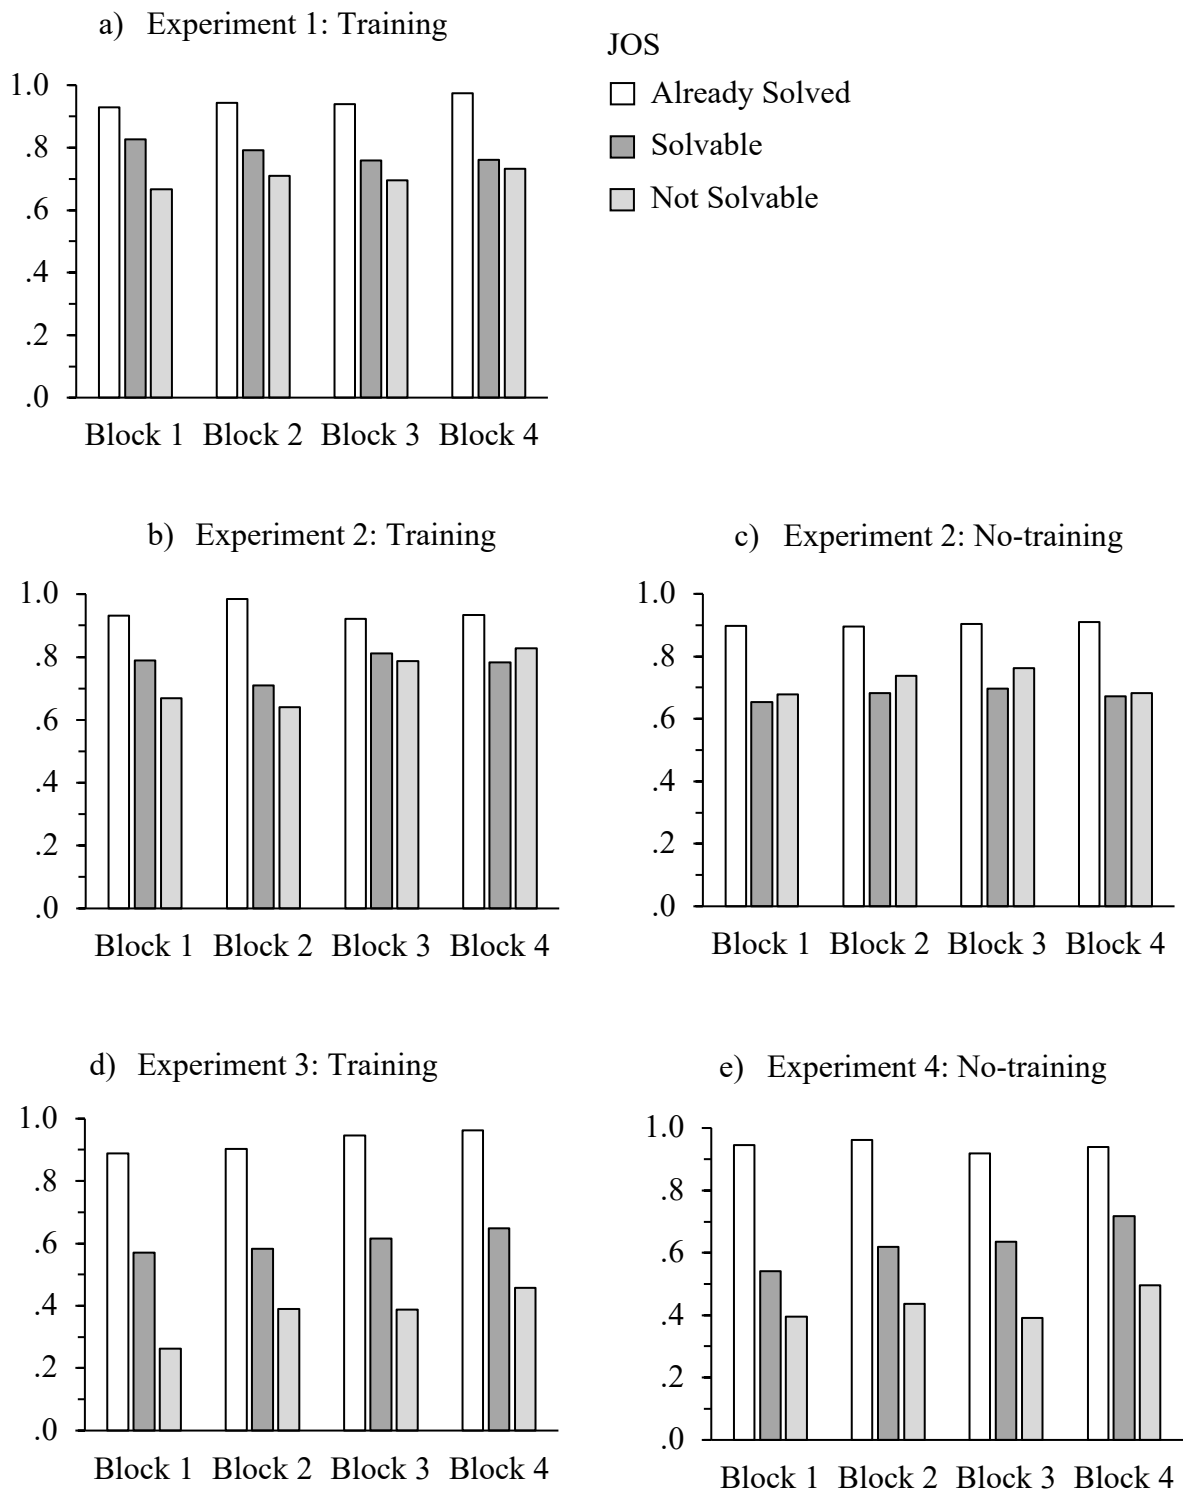 a) Experiment 1: Training
JOS
Already Solved
Solvable
Not Solvable
1.0
.8
.6
.4
.2
.0
Block 1 Block 2 Block 3 Block 4
b) Experiment 2: Training
1.0
.8
.6
.4
.2
.0
Block 1 Block 2 Block 3 Block 4
c) Experiment 2: No-training
1.0
.8
.6
.4
.2
.0
Block 1 Block 2 Block 3 Block 4
d) Experiment 3: Training
1.0
.8
.6
.4
.2
.0
Block 1 Block 2 Block 3 Block 4
e) Experiment 4: No-training
1.0
.8
.6
.4
.2
.0
Block 1 Block 2 Block 3 Block 4